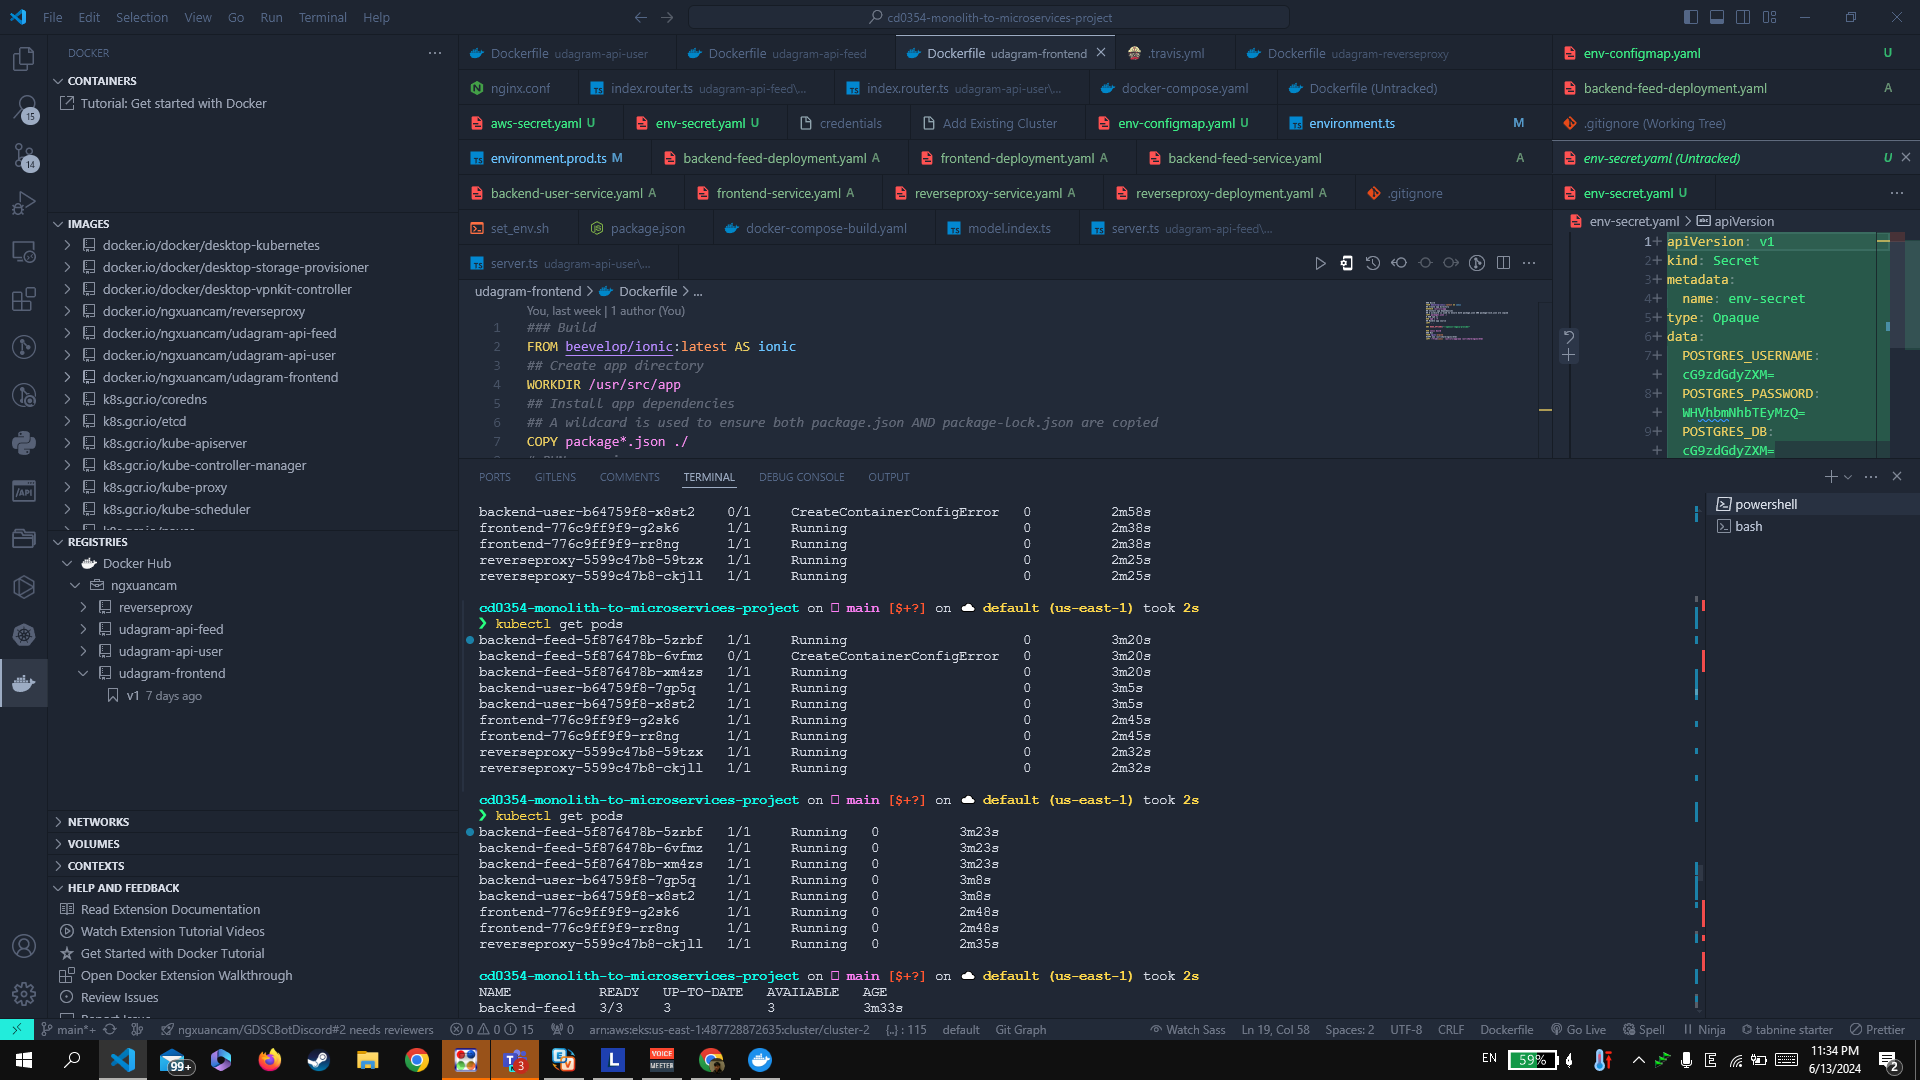 File Edit Selection View Go Run Terminal Help
cd0354-monolith-to-microservices-project
DOCKER
CONTAINERS
Tutorial: Get started with Docker
15
14
IMAGES
docker.io/docker/desktop-kubernetes
docker.io/docker/desktop-storage-provisioner
docker.io/docker/desktop-vpnkit-controller
docker.io/ngxuancam/reverseproxy
docker.io/ngxuancam/udagram-api-feed
docker.io/ngxuancam/udagram-api-user
docker.io/ngxuancam/udagram-frontend
k8s.gcr.io/coredns
k8s.gcr.io/etcd
k8s.gcr.io/kube-apiserver
k8s.gcr.io/kube-controller-manager
k8s.gcr.io/kube-proxy
k8s.gcr.io/kube-scheduler
REGISTRIES
Docker Hub
ngxuancam
reverseproxy
udagram-api-feed
udagram-api-user
udagram-frontend
v1 7 days ago
NETWORKS
VOLUMES
CONTEXTS
HELP AND FEEDBACK
Read Extension Documentation
Watch Extension Tutorial Videos
Get Started with Docker Tutorial
Open Docker Extension Walkthrough
Review Issues
Dockerfile udagram-api-user Dockerfile udagram-api-feed Dockerfile udagram-frontend .travis.yml Dockerfile udagram-reverseproxy
nginx.conf index.router.ts udagram-api-feed\... index.router.ts udagram-api-user\... docker-compose.yaml Dockerfile (Untracked)
aws-secret.yaml U env-secret.yaml U credentials Add Existing Cluster env-configmap.yaml U environment.ts M
environment.prod.ts M backend-feed-deployment.yaml A frontend-deployment.yaml A backend-feed-service.yaml A
backend-user-service.yaml A frontend-service.yaml A reverseproxy-service.yaml A reverseproxy-deployment.yaml A .gitignore
set_env.sh package.json docker-compose-build.yaml model.index.ts server.ts udagram-api-feed\...
server.ts udagram-api-user\...
udagram-frontend > Dockerfile > ...
You, last week | 1 author (You)
1 ### Build
2 FROM beevelop/ionic:latest AS ionic
3 ## Create app directory
4 WORKDIR /usr/src/app
5 ## Install app dependencies
6 ## A wildcard is used to ensure both package.json AND package-lock.json are copied
7 COPY package*.json ./
env-configmap.yaml U
backend-feed-deployment.yaml A
.gitignore (Working Tree)
env-secret.yaml (Untracked) U
env-secret.yaml U
env-secret.yaml > apiVersion
1+ apiVersion: v1
2+ kind: Secret
3+ metadata:
4+ name: env-secret
5+ type: Opaque
6+ data:
7+ POSTGRES_USERNAME:
+ cG9zdGdyZXM=
8+ POSTGRES_PASSWORD:
+ WHVhbmNhbTEyMzQ=
9+ POSTGRES_DB:
+ cG9zdGdyZXM=
PORTS GITLENS COMMENTS TERMINAL DEBUG CONSOLE OUTPUT
powershell
bash
backend-user-b64759f8-x8st2 0/1 CreateContainerConfigError 0 2m58s
frontend-776c9ff9f9-g2sk6 1/1 Running 0 2m38s
frontend-776c9ff9f9-rr8ng 1/1 Running 0 2m38s
reverseproxy-5599c47b8-59tzx 1/1 Running 0 2m25s
reverseproxy-5599c47b8-ckjll 1/1 Running 0 2m25s
cd0354-monolith-to-microservices-project on main [$+?] on default (us-east-1) took 2s
❯ kubectl get pods
backend-feed-5f876478b-5zrbf 1/1 Running 0 3m20s
backend-feed-5f876478b-6vfmz 0/1 CreateContainerConfigError 0 3m20s
backend-feed-5f876478b-xm4zs 1/1 Running 0 3m20s
backend-user-b64759f8-7gp5q 1/1 Running 0 3m5s
backend-user-b64759f8-x8st2 1/1 Running 0 3m5s
frontend-776c9ff9f9-g2sk6 1/1 Running 0 2m45s
frontend-776c9ff9f9-rr8ng 1/1 Running 0 2m45s
reverseproxy-5599c47b8-59tzx 1/1 Running 0 2m32s
reverseproxy-5599c47b8-ckjll 1/1 Running 0 2m32s
cd0354-monolith-to-microservices-project on main [$+?] on default (us-east-1) took 2s
❯ kubectl get pods
backend-feed-5f876478b-5zrbf 1/1 Running 0 3m23s
backend-feed-5f876478b-6vfmz 1/1 Running 0 3m23s
backend-feed-5f876478b-xm4zs 1/1 Running 0 3m23s
backend-user-b64759f8-7gp5q 1/1 Running 0 3m8s
backend-user-b64759f8-x8st2 1/1 Running 0 3m8s
frontend-776c9ff9f9-g2sk6 1/1 Running 0 2m48s
frontend-776c9ff9f9-rr8ng 1/1 Running 0 2m48s
reverseproxy-5599c47b8-ckjll 1/1 Running 0 2m35s
cd0354-monolith-to-microservices-project on main [$+?] on default (us-east-1) took 2s
NAME READY UP-TO-DATE AVAILABLE AGE
backend-feed 3/3 3 3 3m33s
main*+ ngxuancam/GDSCBotDiscord#2 needs reviewers 0 0 15 0 arn:aws:eks:us-east-1:487728872635:cluster/cluster-2 {..} : 115 default Git Graph Watch Sass Ln 19, Col 58 Spaces: 2 UTF-8 CRLF Dockerfile Go Live Spell Ninja tabnine starter Prettier
99+ 3 L VOICE MEETER EN 59% 11:34 PM
6/13/2024 2